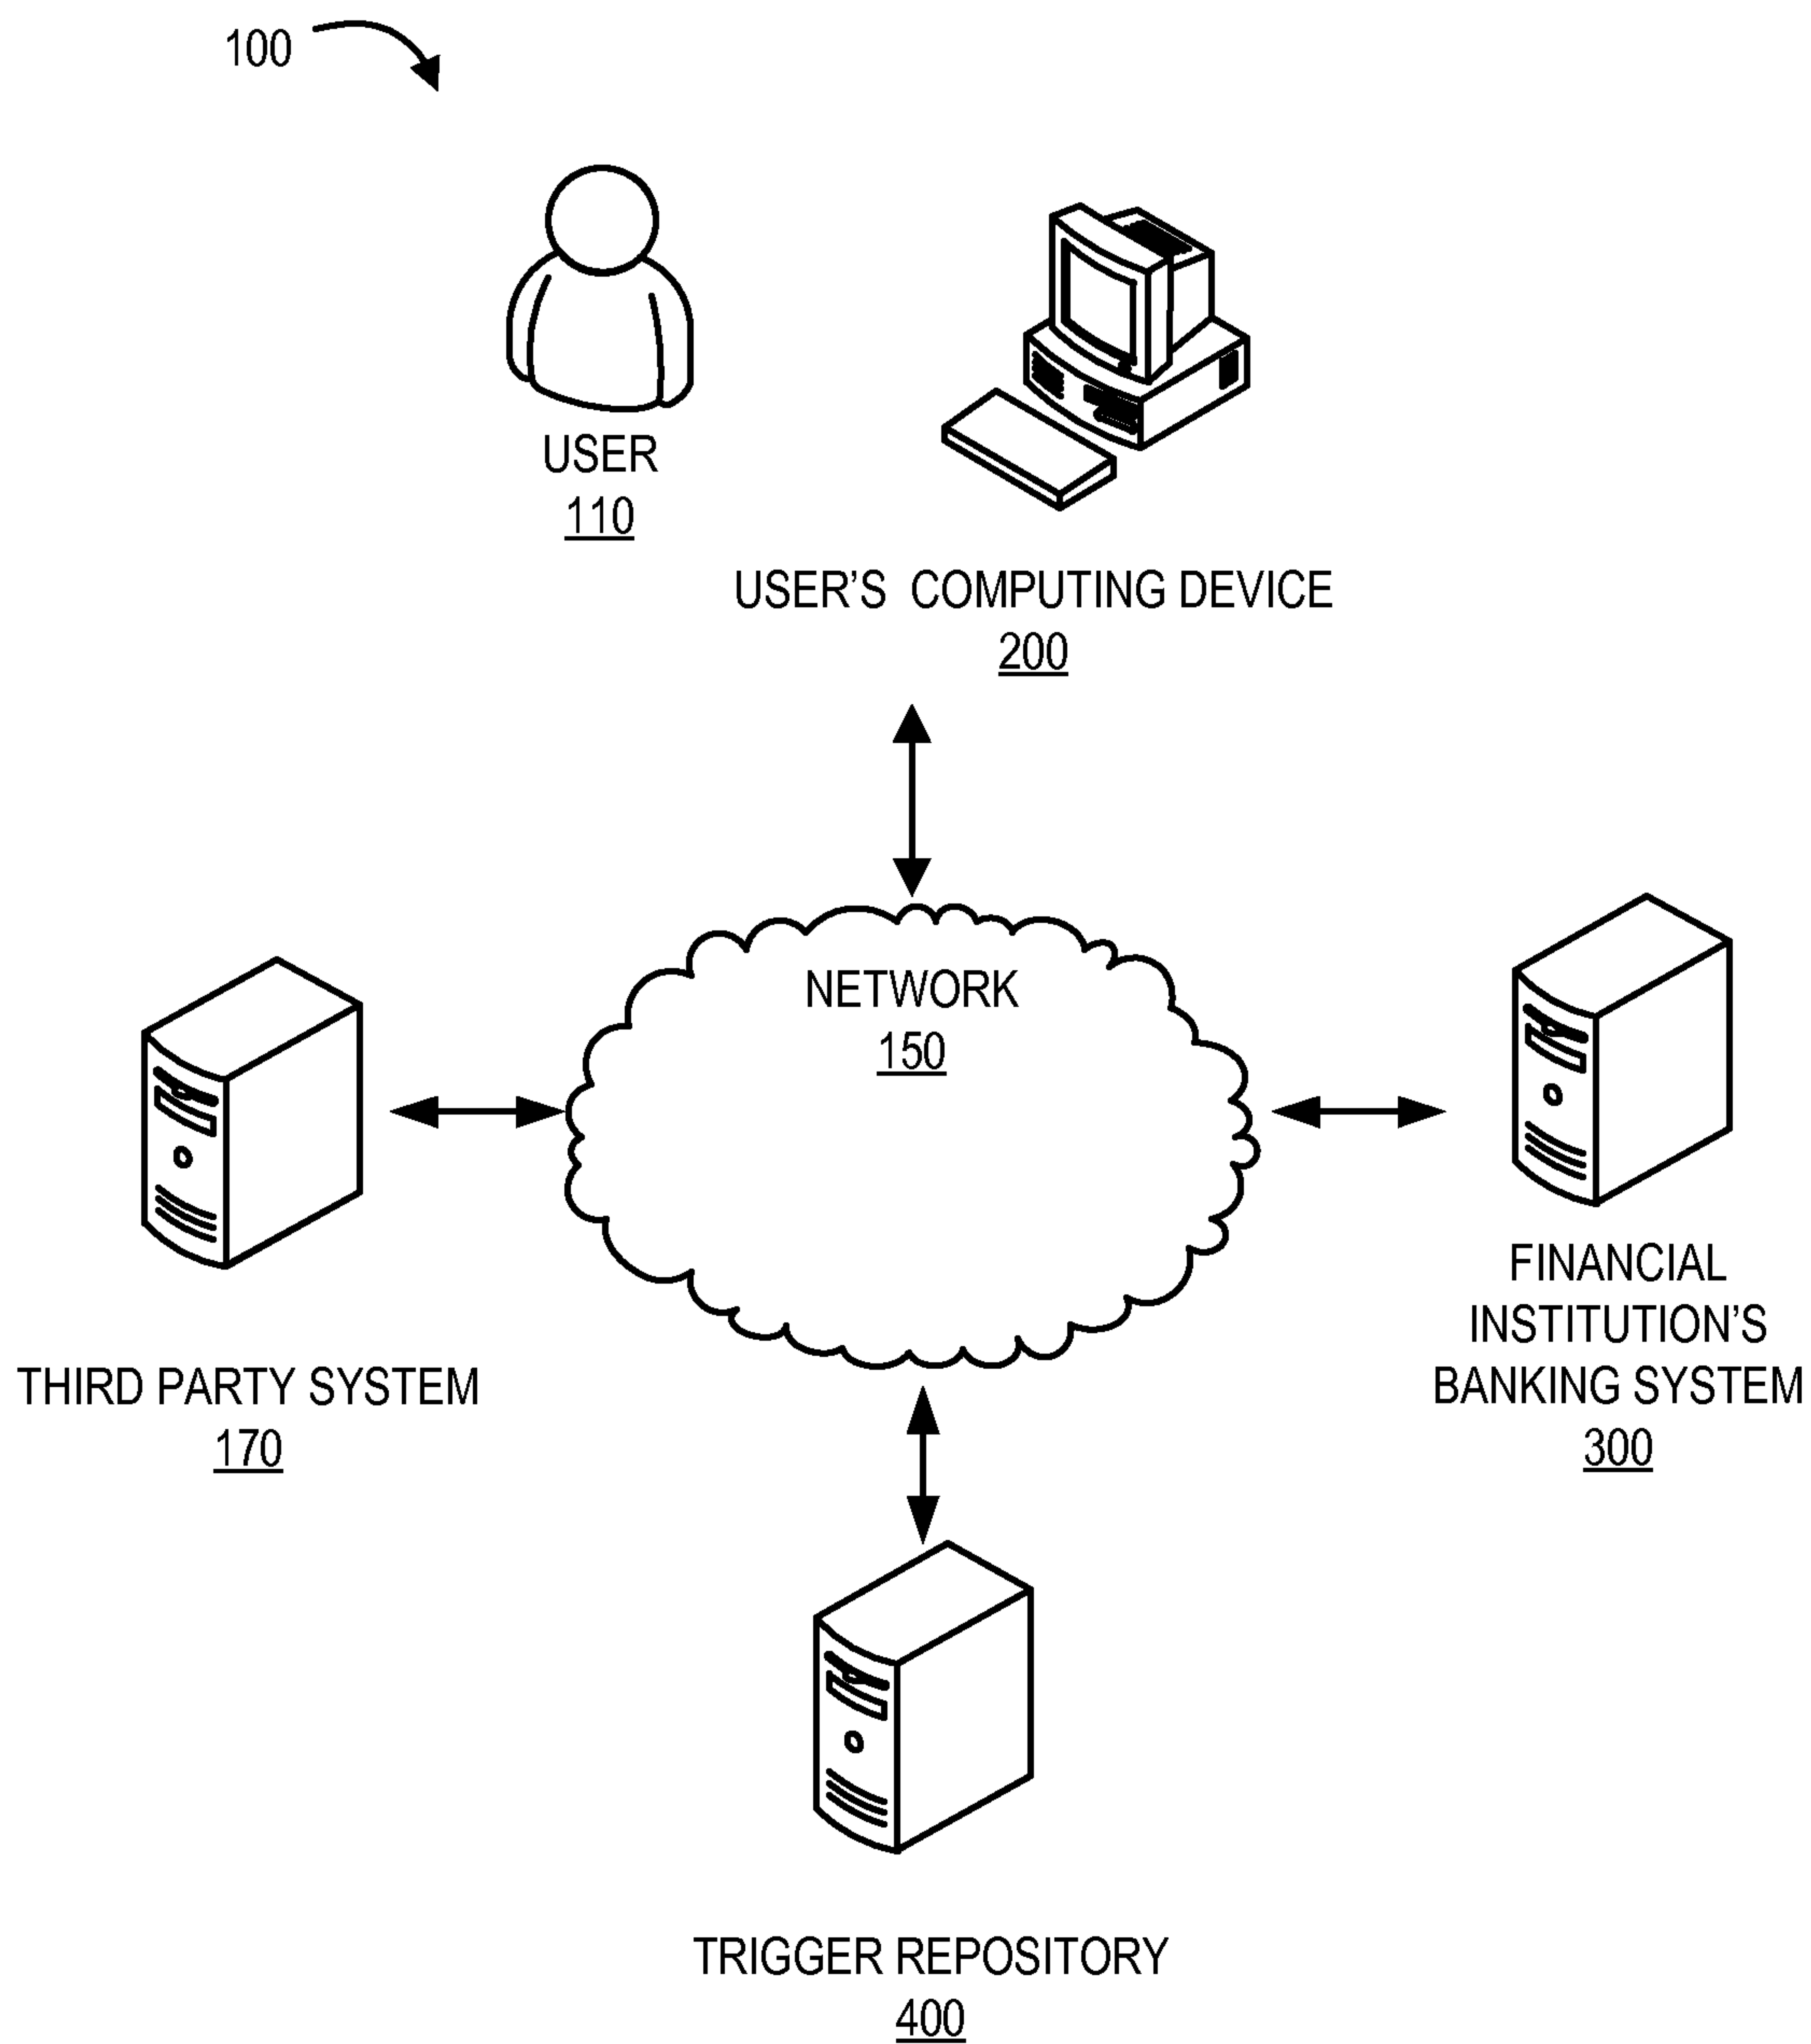 100
USER
110
USER'S COMPUTING DEVICE
200
NETWORK
150
THIRD PARTY SYSTEM
170
FINANCIAL
INSTITUTION'S
BANKING SYSTEM
300
TRIGGER REPOSITORY
400